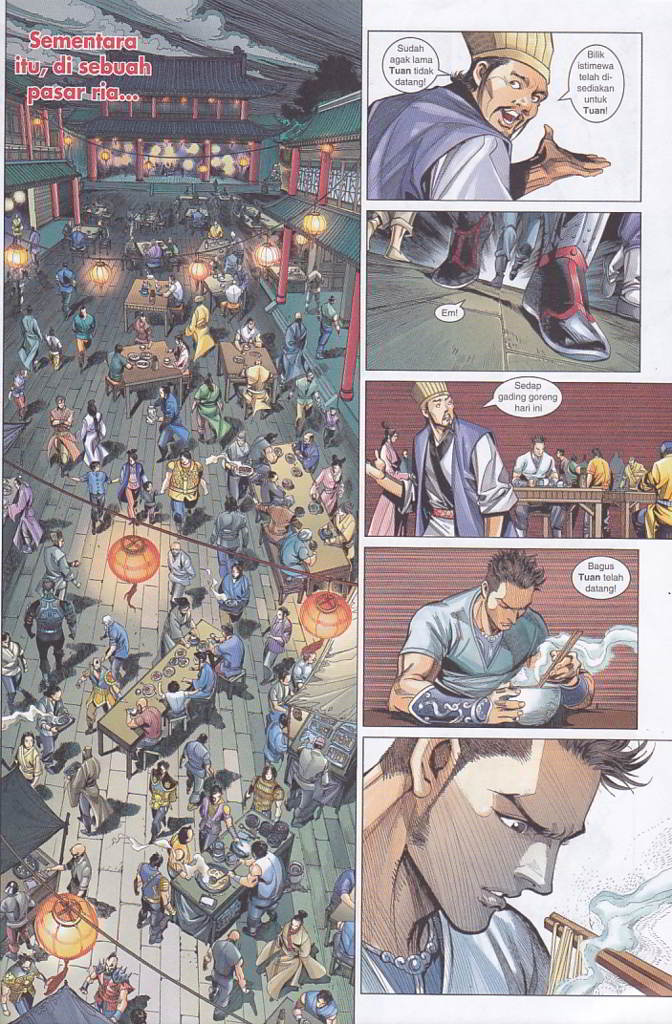 Sementara
itu, di sebuah
pasar ria...
Sudah
agak lama
Tuan tidak
datang!
Bilik
istimewa
telah di-
sediakan
untuk
Tuan!
Em!
Sedap
gading goreng
hari ini
Bagus
Tuan telah
datang!